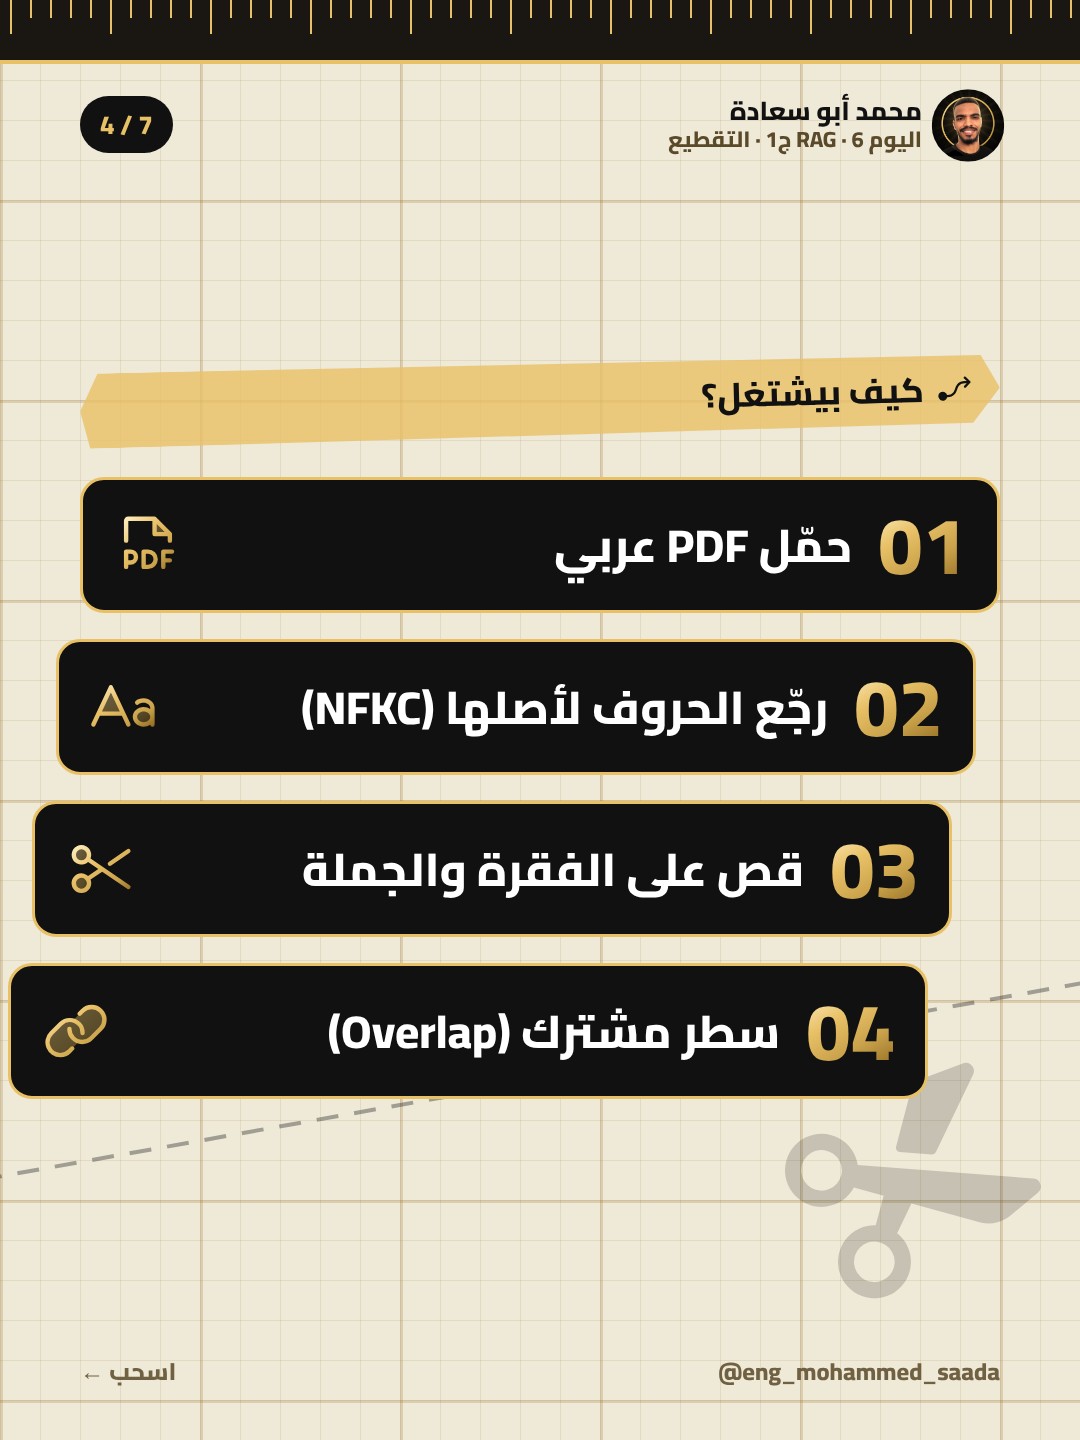 محمد أبو سعادة
اليوم 6 · RAG ج1 · التقطيع
4 / 7
كيف بيشتغل؟
01 حمّل PDF عربي
PDF
02 رجّع الحروف لأصلها (NFKC)
Aa
03 قص على الفقرة والجملة
04 سطر مشترك (Overlap)
@eng_mohammed_saada
اسحب ←